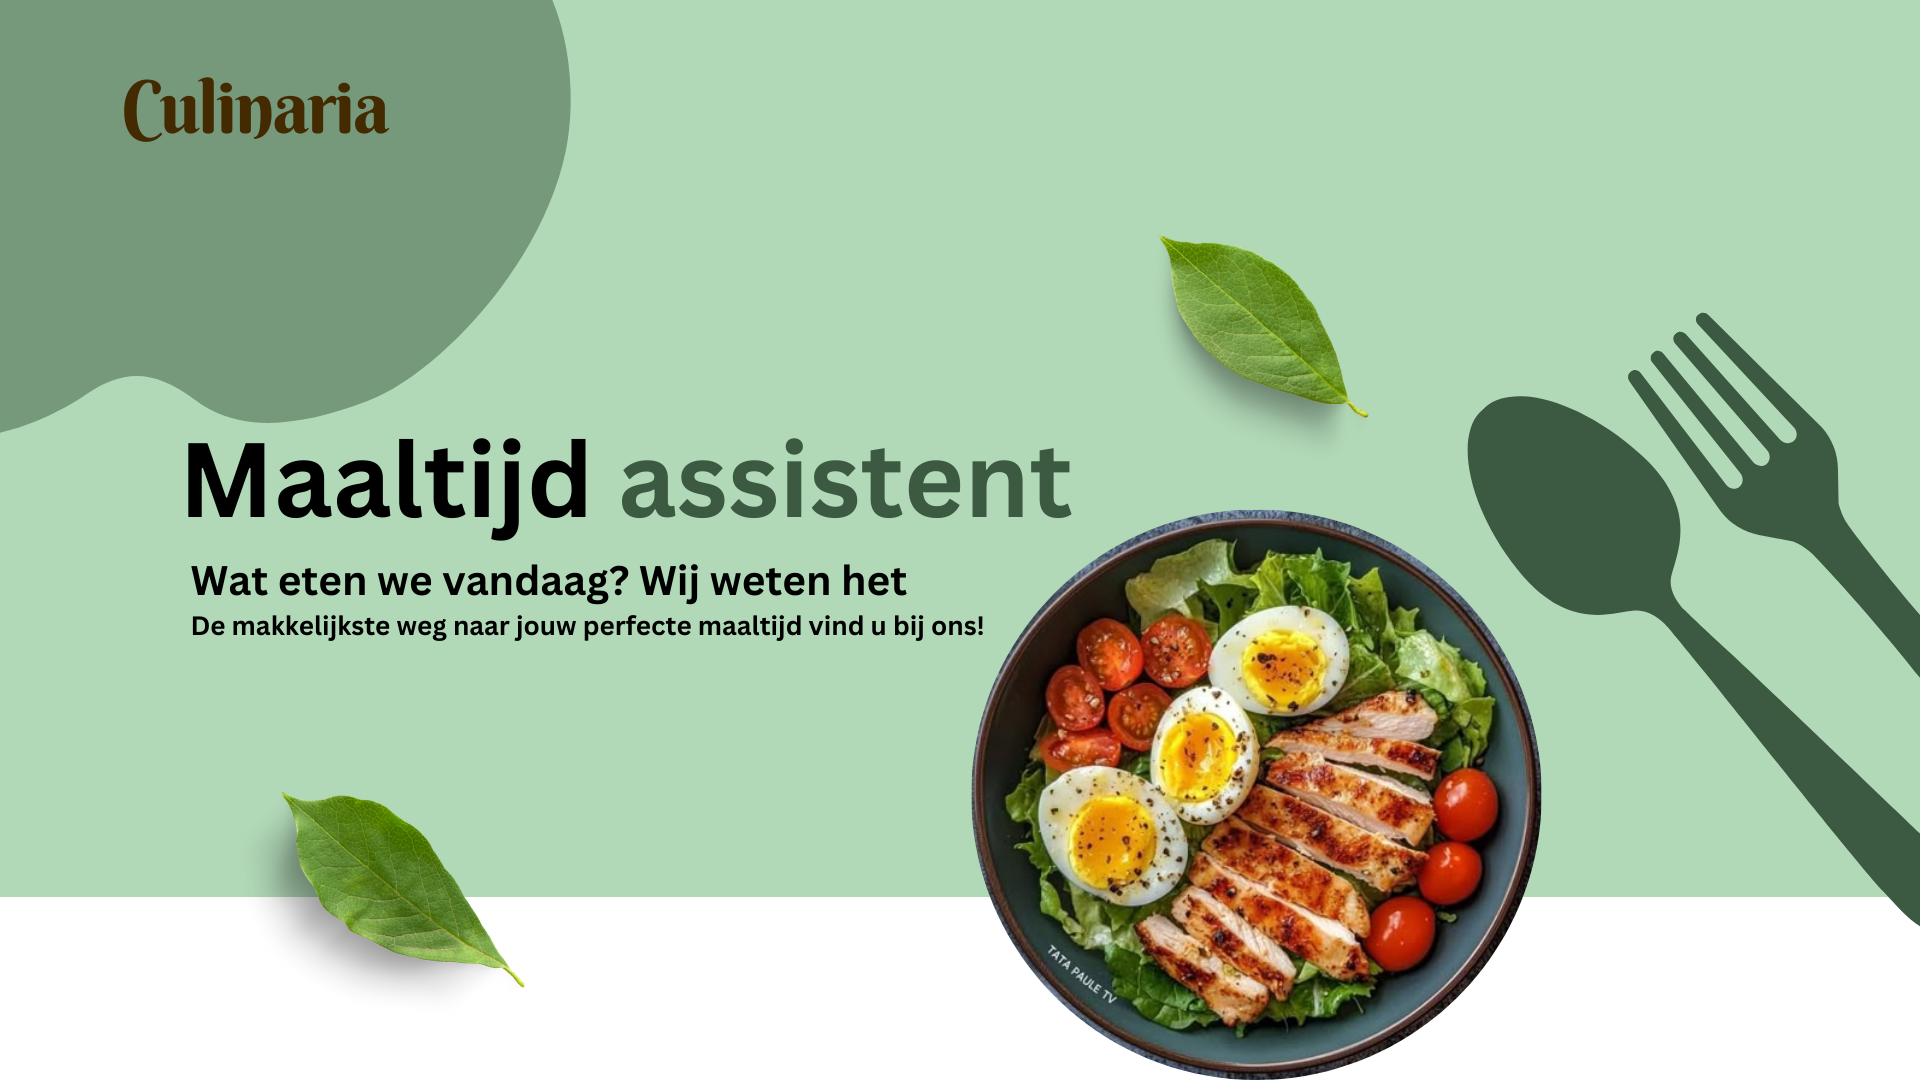 Culinaria
Maaltijd assistent
Wat eten we vandaag? Wij weten het
De makkelijkste weg naar jouw perfecte maaltijd vind u bij ons!
TATA PAULE TV